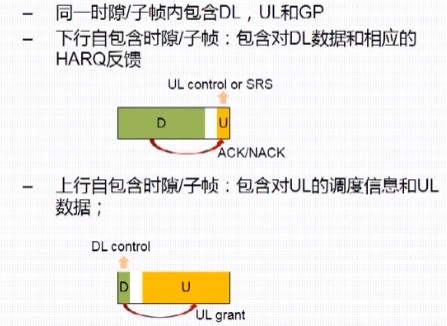 – 同一时隙/子帧内包含DL，UL和GP
– 下行自包含时隙/子帧：包含对DL数据和相应的
HARQ反馈
UL control or SRS
D U
ACK/NACK
– 上行自包含时隙/子帧：包含对UL的调度信息和UL
数据；
DL control
D U
UL grant